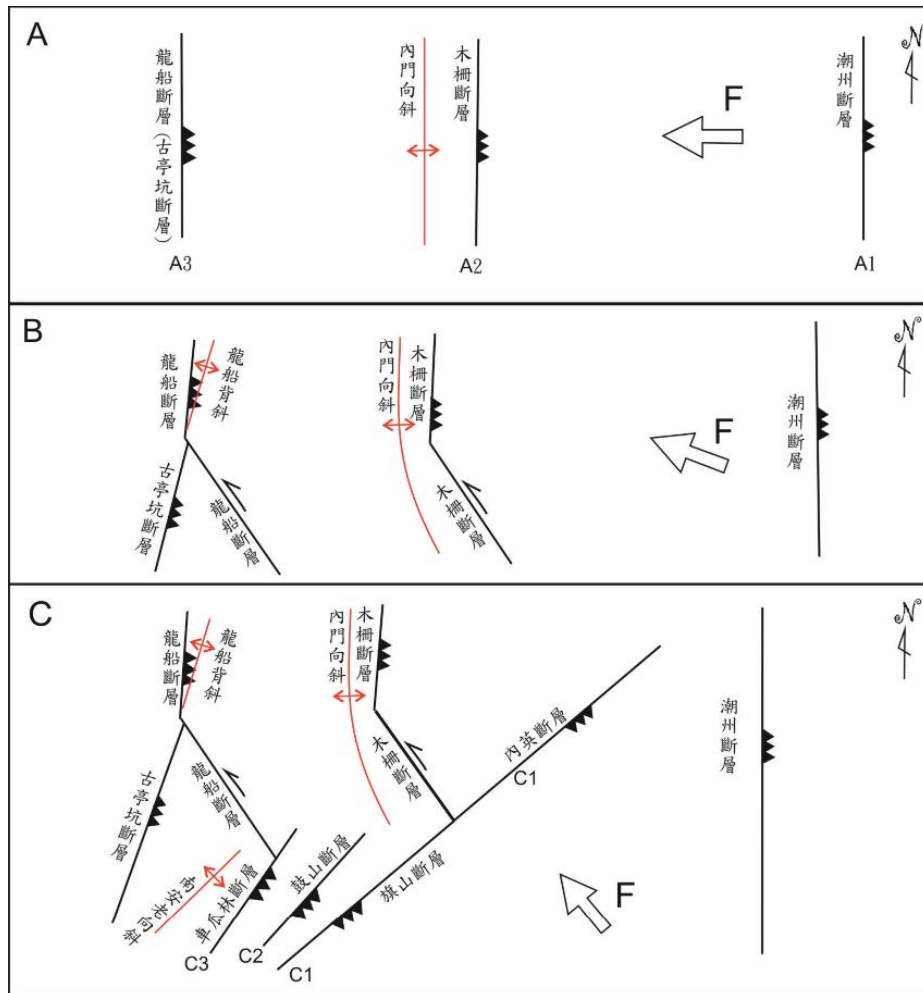 A
龍船斷層(古亭坑斷層)
A3
內門向斜
木柵斷層
A2
F
潮州斷層
A1
N
B
龍船斷層
龍船背斜
古亭坑斷層
龍船斷層
內門向斜
木柵斷層
木柵斷層
F
潮州斷層
N
C
龍船斷層
龍船背斜
古亭坑斷層
龍船斷層
內門向斜
木柵斷層
木柵斷層
內英斷層
C1
南安老向斜
車瓜林斷層
C3
鼓山斷層
C2
旗山斷層
C1
F
潮州斷層
N